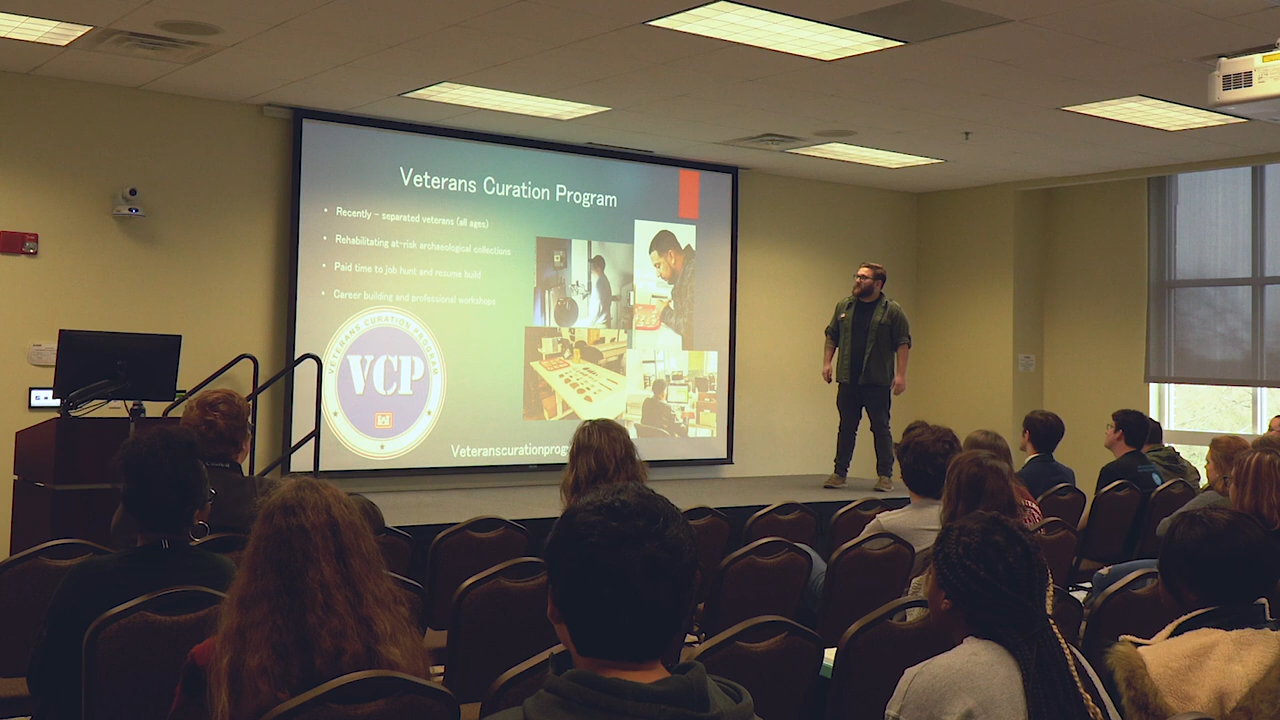 Veterans Curation Program
• Recently - separated veterans (all ages)
• Rehabilitating at-risk archaeological collections
• Paid time to job hunt and resume build
• Career building and professional workshops
VETERANS CURATION PROGRAM
VCP
Veteranscurationprog